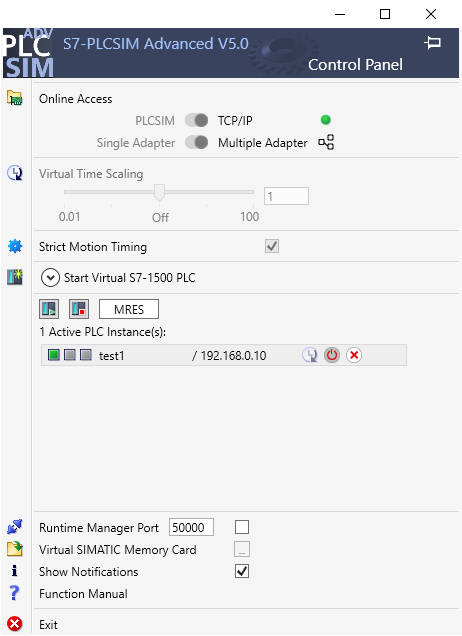 ADV
PLC
SIM
S7-PLCSIM Advanced V5.0
Control Panel
Online Access
PLCSIM TCP/IP
Single Adapter Multiple Adapter
Virtual Time Scaling
1
0.01 Off 100
Strict Motion Timing
Start Virtual S7-1500 PLC
MRES
1 Active PLC Instance(s):
test1 / 192.168.0.10
Runtime Manager Port 50000
Virtual SIMATIC Memory Card ...
Show Notifications
Function Manual
Exit